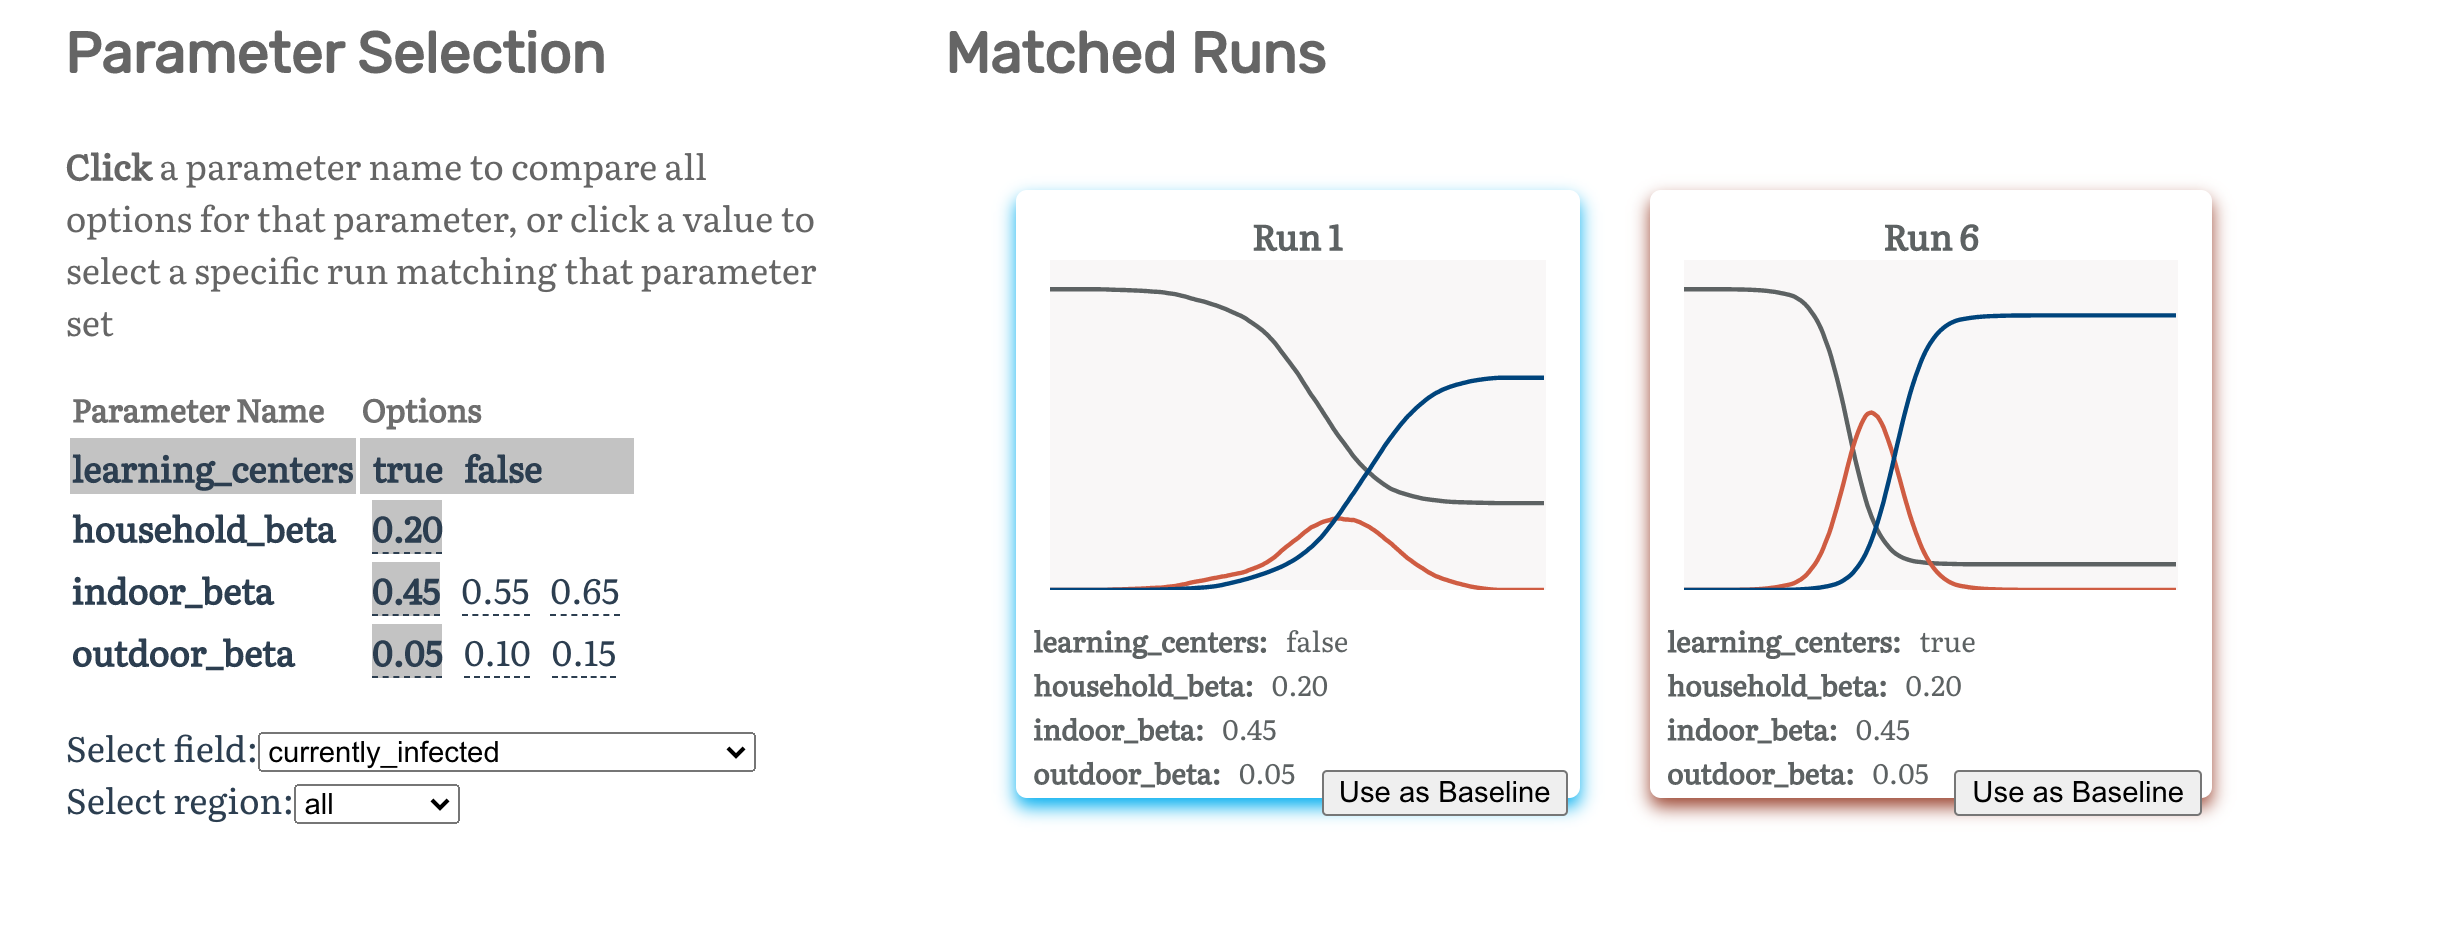 Parameter Selection
Click a parameter name to compare all
options for that parameter, or click a value to
select a specific run matching that parameter
set
Parameter Name Options
learning_centers true false
household_beta 0.20
indoor_beta 0.45 0.55 0.65
outdoor_beta 0.05 0.10 0.15
Select field: currently_infected
Select region: all
Matched Runs
Run 1
learning_centers: false
household_beta: 0.20
indoor_beta: 0.45
outdoor_beta: 0.05
Use as Baseline
Run 6
learning_centers: true
household_beta: 0.20
indoor_beta: 0.45
outdoor_beta: 0.05
Use as Baseline